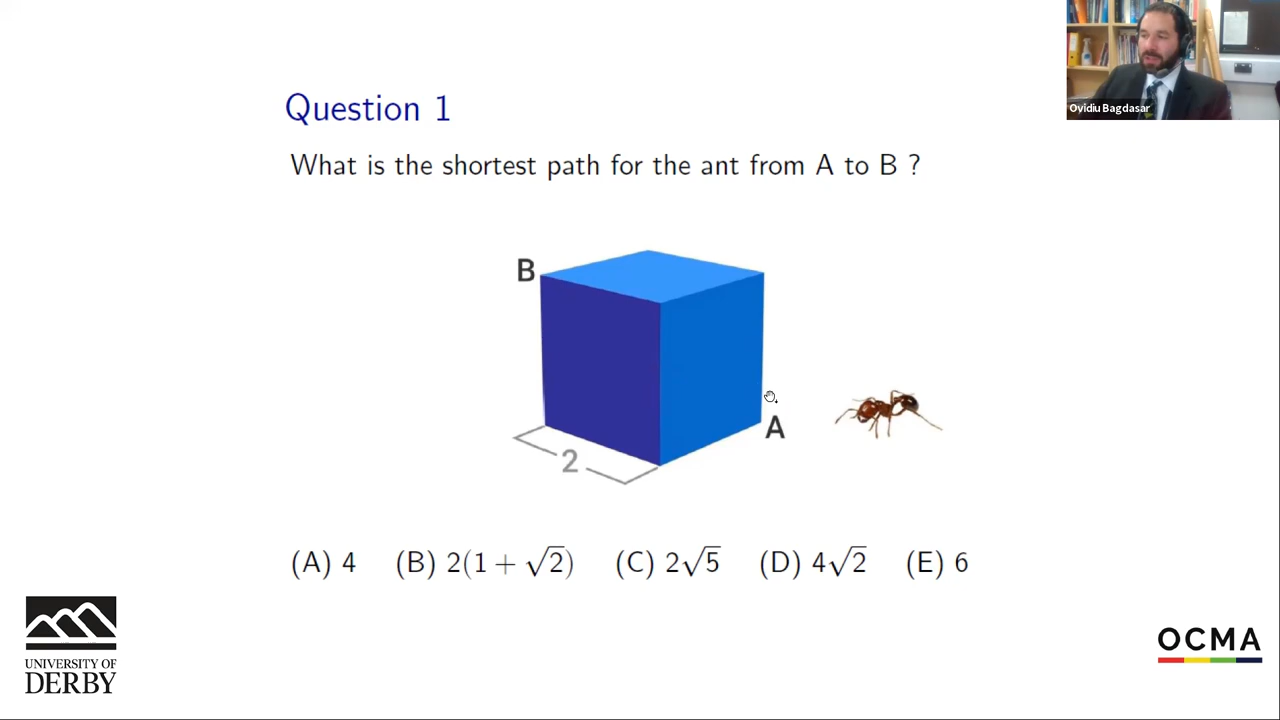 Ovidiu Bagdasar
Question 1
What is the shortest path for the ant from A to B ?
B
A
2
(A) 4 (B) 2(1 + √2) (C) 2√5 (D) 4√2 (E) 6
UNIVERSITY OF
DERBY
OCMA